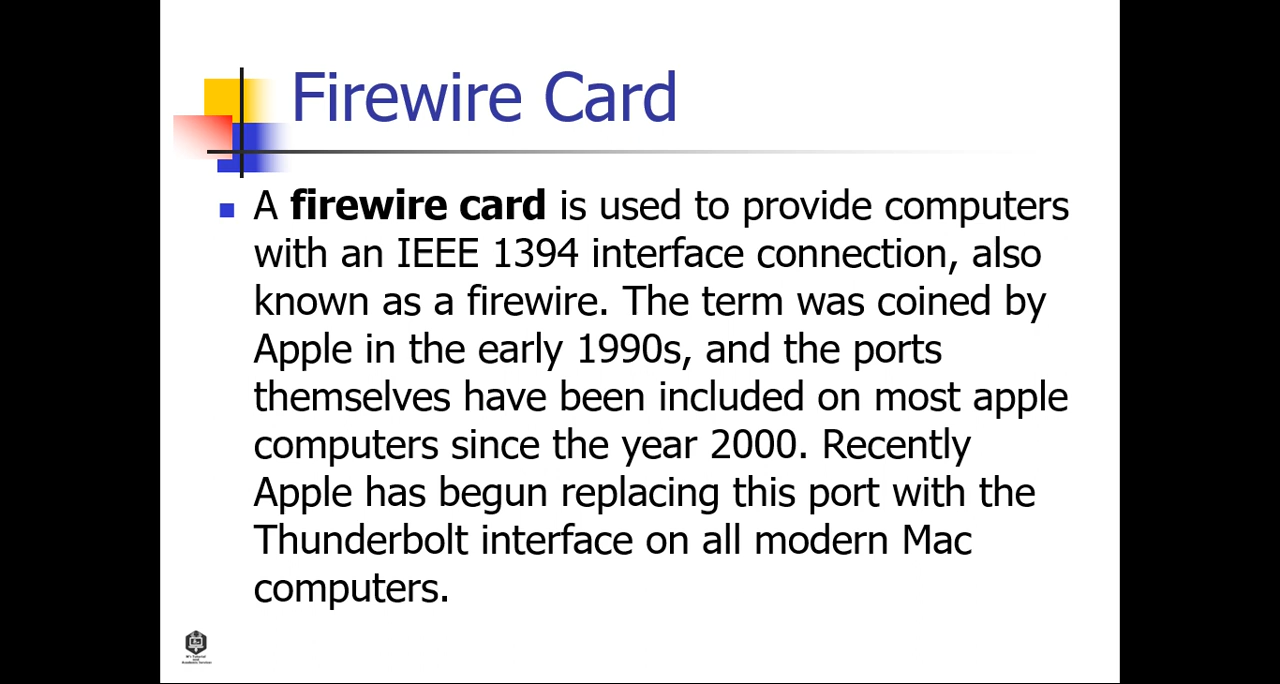 Firewire Card
A firewire card is used to provide computers
with an IEEE 1394 interface connection, also
known as a firewire. The term was coined by
Apple in the early 1990s, and the ports
themselves have been included on most apple
computers since the year 2000. Recently
Apple has begun replacing this port with the
Thunderbolt interface on all modern Mac
computers.
Academic Services